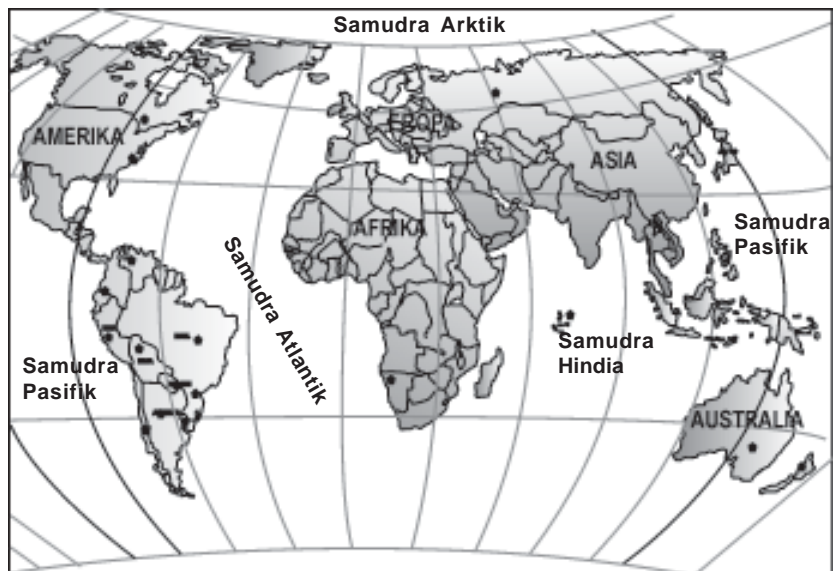 Samudra Arktik
AMERIKA
EROPA
ASIA
AFRIKA
Samudra
Pasifik
Samudra Atlantik
Samudra
Hindia
Samudra
Pasifik
AUSTRALIA